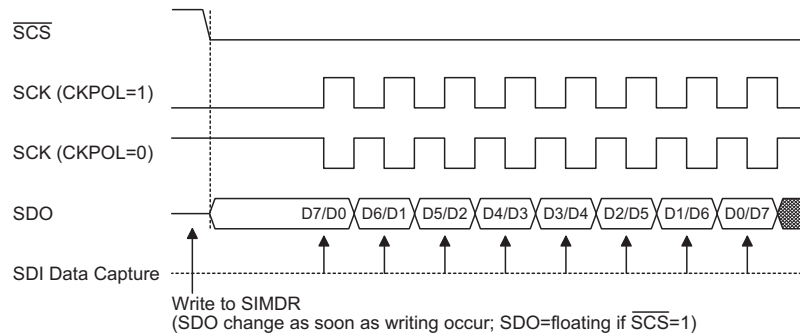 S̅C̅S̅
SCK (CKPOL=1)
SCK (CKPOL=0)
SDO
D7/D0 D6/D1 D5/D2 D4/D3 D3/D4 D2/D5 D1/D6 D0/D7
SDI Data Capture
Write to SIMDR
(SDO change as soon as writing occur; SDO=floating if S̅C̅S̅=1)